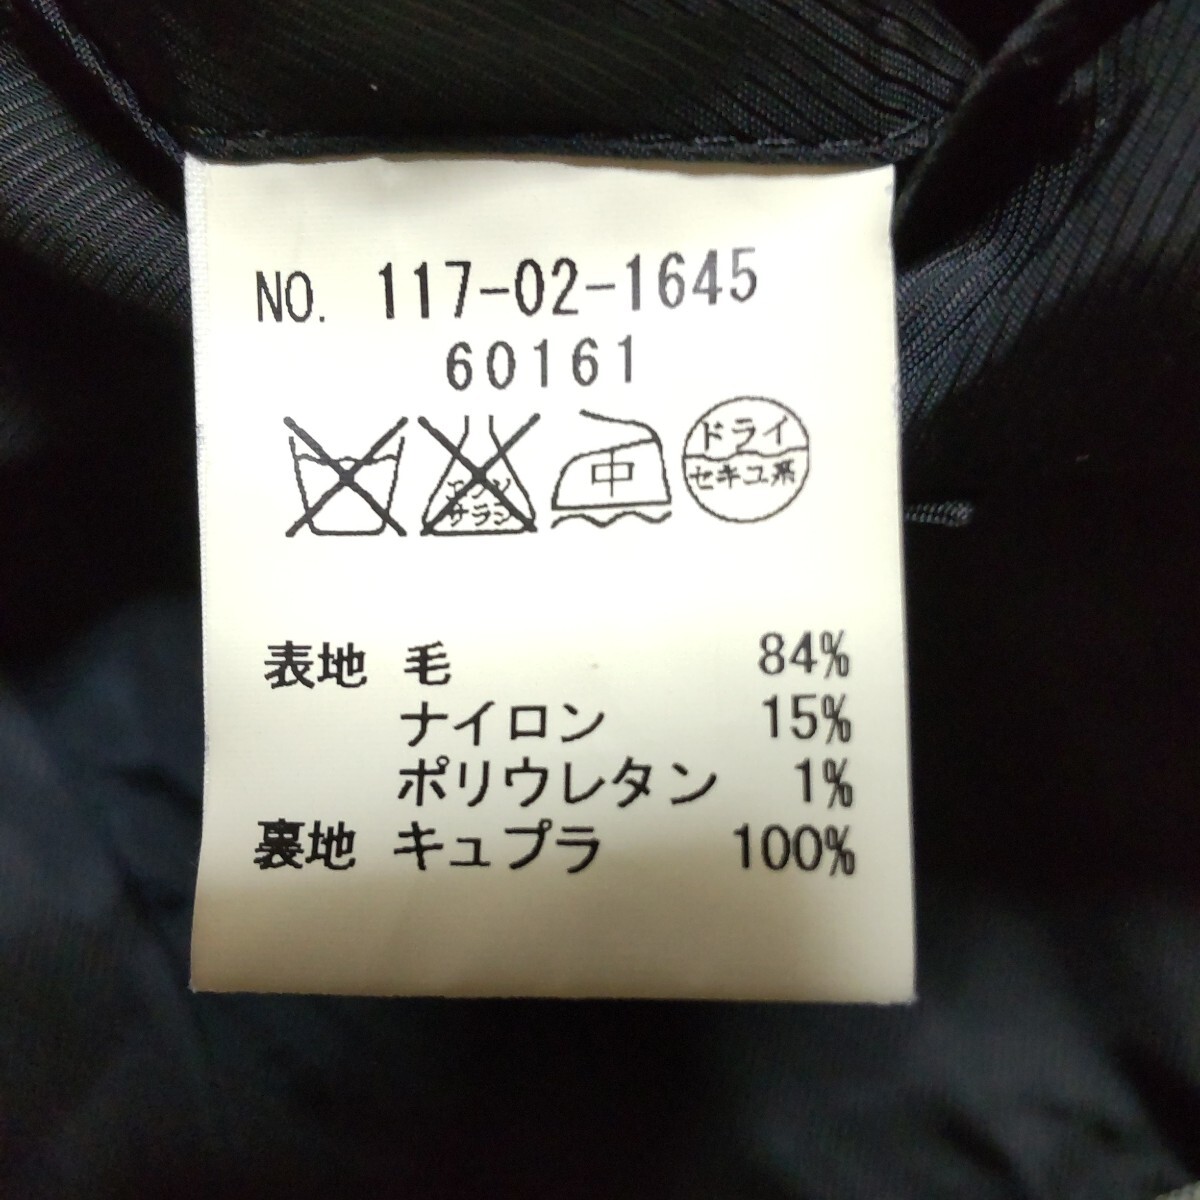 NO. 117-02-1645
60161
エンソ
サラシ
中
ドライ
セキユ系
表地 毛 84%
ナイロン 15%
ポリウレタン 1%
裏地 キュプラ 100%